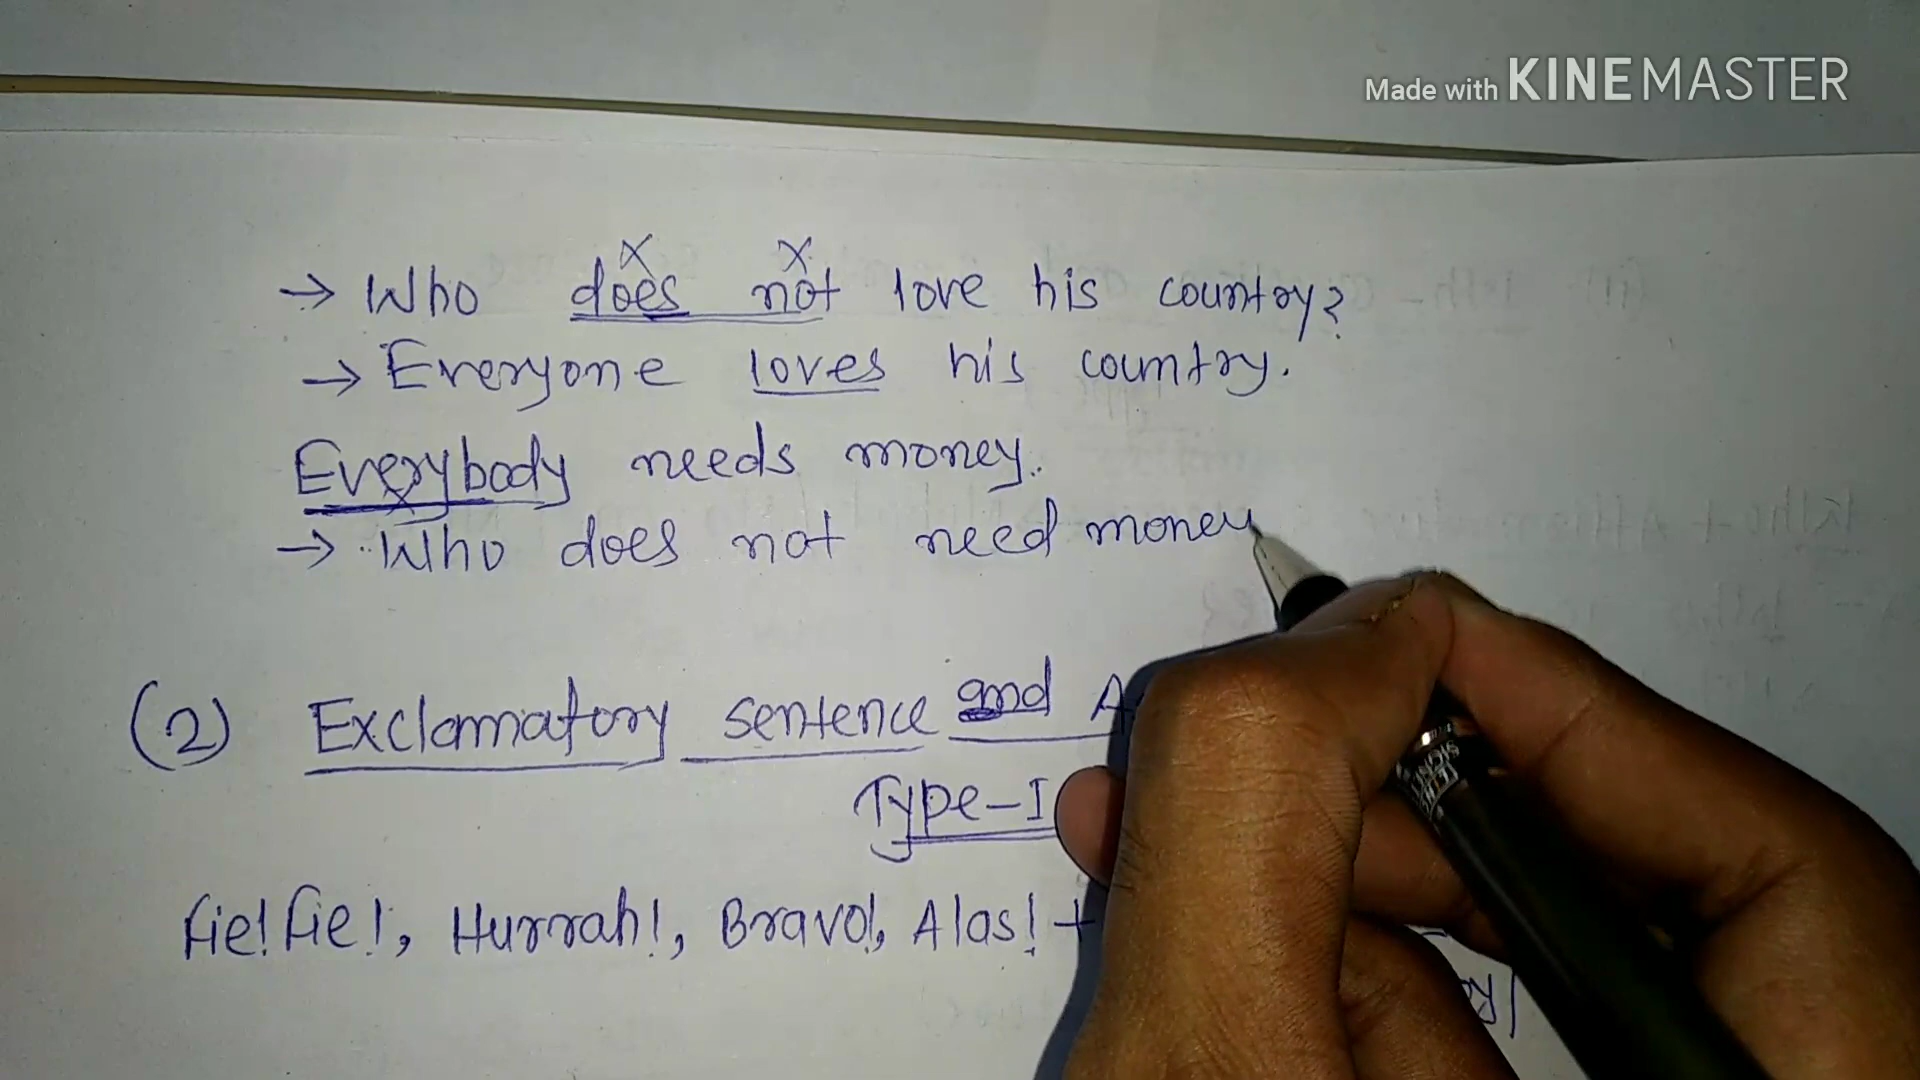 Made with KINEMASTER
→ Who does not love his country?
→ Everyone loves his country.
Everybody needs money.
→ Who does not need money
(2) Exclamatory sentence and
Type-I
Fie! Fie!, Hurrah!, Bravo!, Alas! +